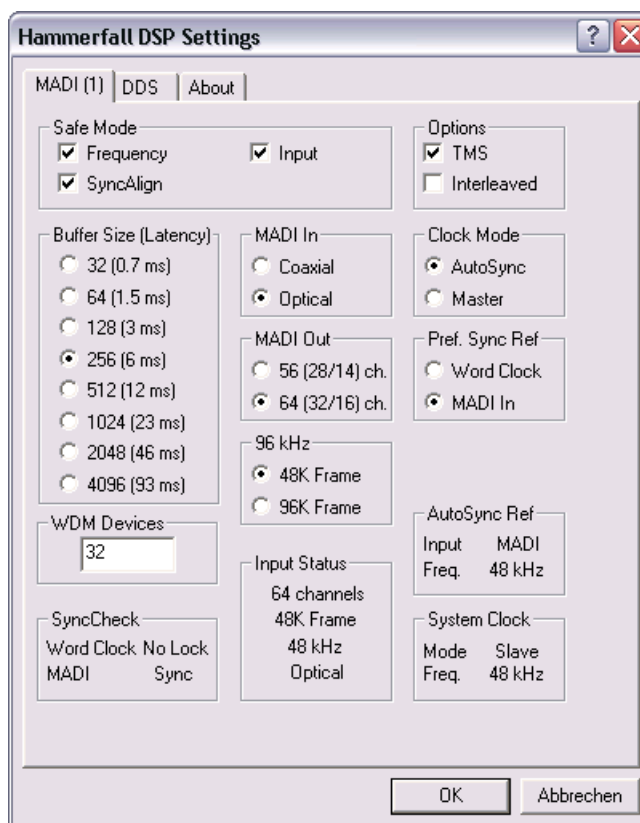 Hammerfall DSP Settings
MADI (1) DDS About
Safe Mode
Frequency Input
SyncAlign
Options
TMS
Interleaved
Buffer Size (Latency)
32 (0.7 ms)
64 (1.5 ms)
128 (3 ms)
256 (6 ms)
512 (12 ms)
1024 (23 ms)
2048 (46 ms)
4096 (93 ms)
MADI In
Coaxial
Optical
Clock Mode
AutoSync
Master
MADI Out
56 (28/14) ch.
64 (32/16) ch.
Pref. Sync Ref
Word Clock
MADI In
96 kHz
48K Frame
96K Frame
WDM Devices
32
AutoSync Ref
Input MADI
Freq. 48 kHz
Input Status
64 channels
48K Frame
48 kHz
Optical
SyncCheck
Word Clock No Lock
MADI Sync
System Clock
Mode Slave
Freq. 48 kHz
OK Abbrechen